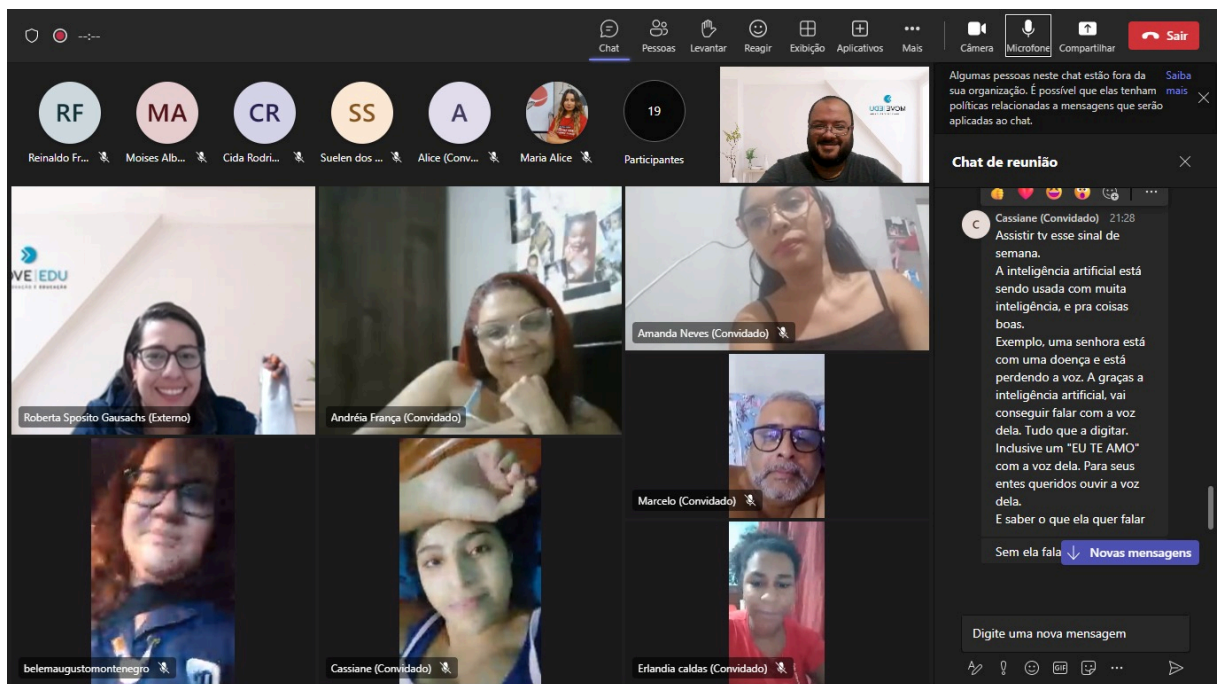 --:--
Chat
Pessoas
Levantar
Reagir
Exibição
Aplicativos
Mais
Câmera
Microfone
Compartilhar
Sair
RF
MA
CR
SS
A
19
Reinaldo Fr...
Moises Alb...
Cida Rodri...
Suelen dos ...
Alice (Conv...
Maria Alice
Participantes
MOVE EDU
VE EDU
Roberta Sposito Gausachs (Externo)
Andréia França (Convidado)
Amanda Neves (Convidado)
Marcelo (Convidado)
belemaugustomontenegro
Cassiane (Convidado)
Erlandia caldas (Convidado)
Algumas pessoas neste chat estão fora da
sua organização. É possível que elas tenham
políticas relacionadas a mensagens que serão
aplicadas ao chat.
Saiba
mais
Chat de reunião
C
Cassiane (Convidado) 21:28
Assistir tv esse sinal de
semana.
A inteligência artificial está
sendo usada com muita
inteligência, e pra coisas
boas.
Exemplo, uma senhora está
com uma doença e está
perdendo a voz. A graças a
inteligência artificial, vai
conseguir falar com a voz
dela. Tudo que a digitar.
Inclusive um "EU TE AMO"
com a voz dela. Para seus
entes queridos ouvir a voz
dela.
E saber o que ela quer falar
Sem ela fala
Novas mensagens
Digite uma nova mensagem
GIF